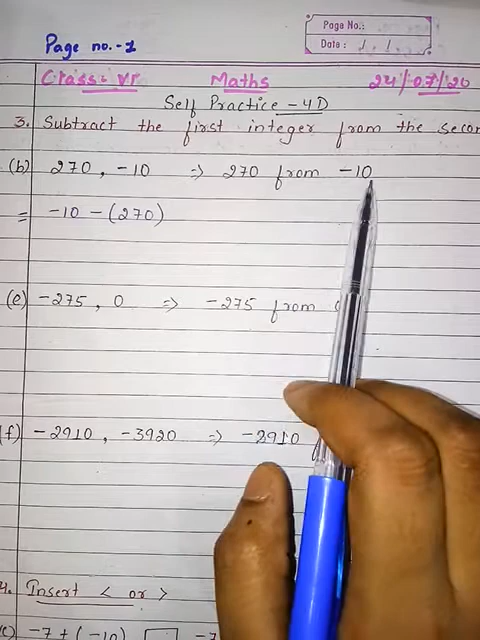 Page No.:
Page no.-1
Date : / /
Class: VI Maths 24/07/20
Self Practice - 4D
3. Subtract the first integer from the
(b) 270, -10 ⇒ 270 from -10
= -10 - (270)
(e) -275, 0 ⇒ -275 from
(f) -2910, -3920 ⇒ -2910
4. Insert < or >
-7 + (-10) □ -7